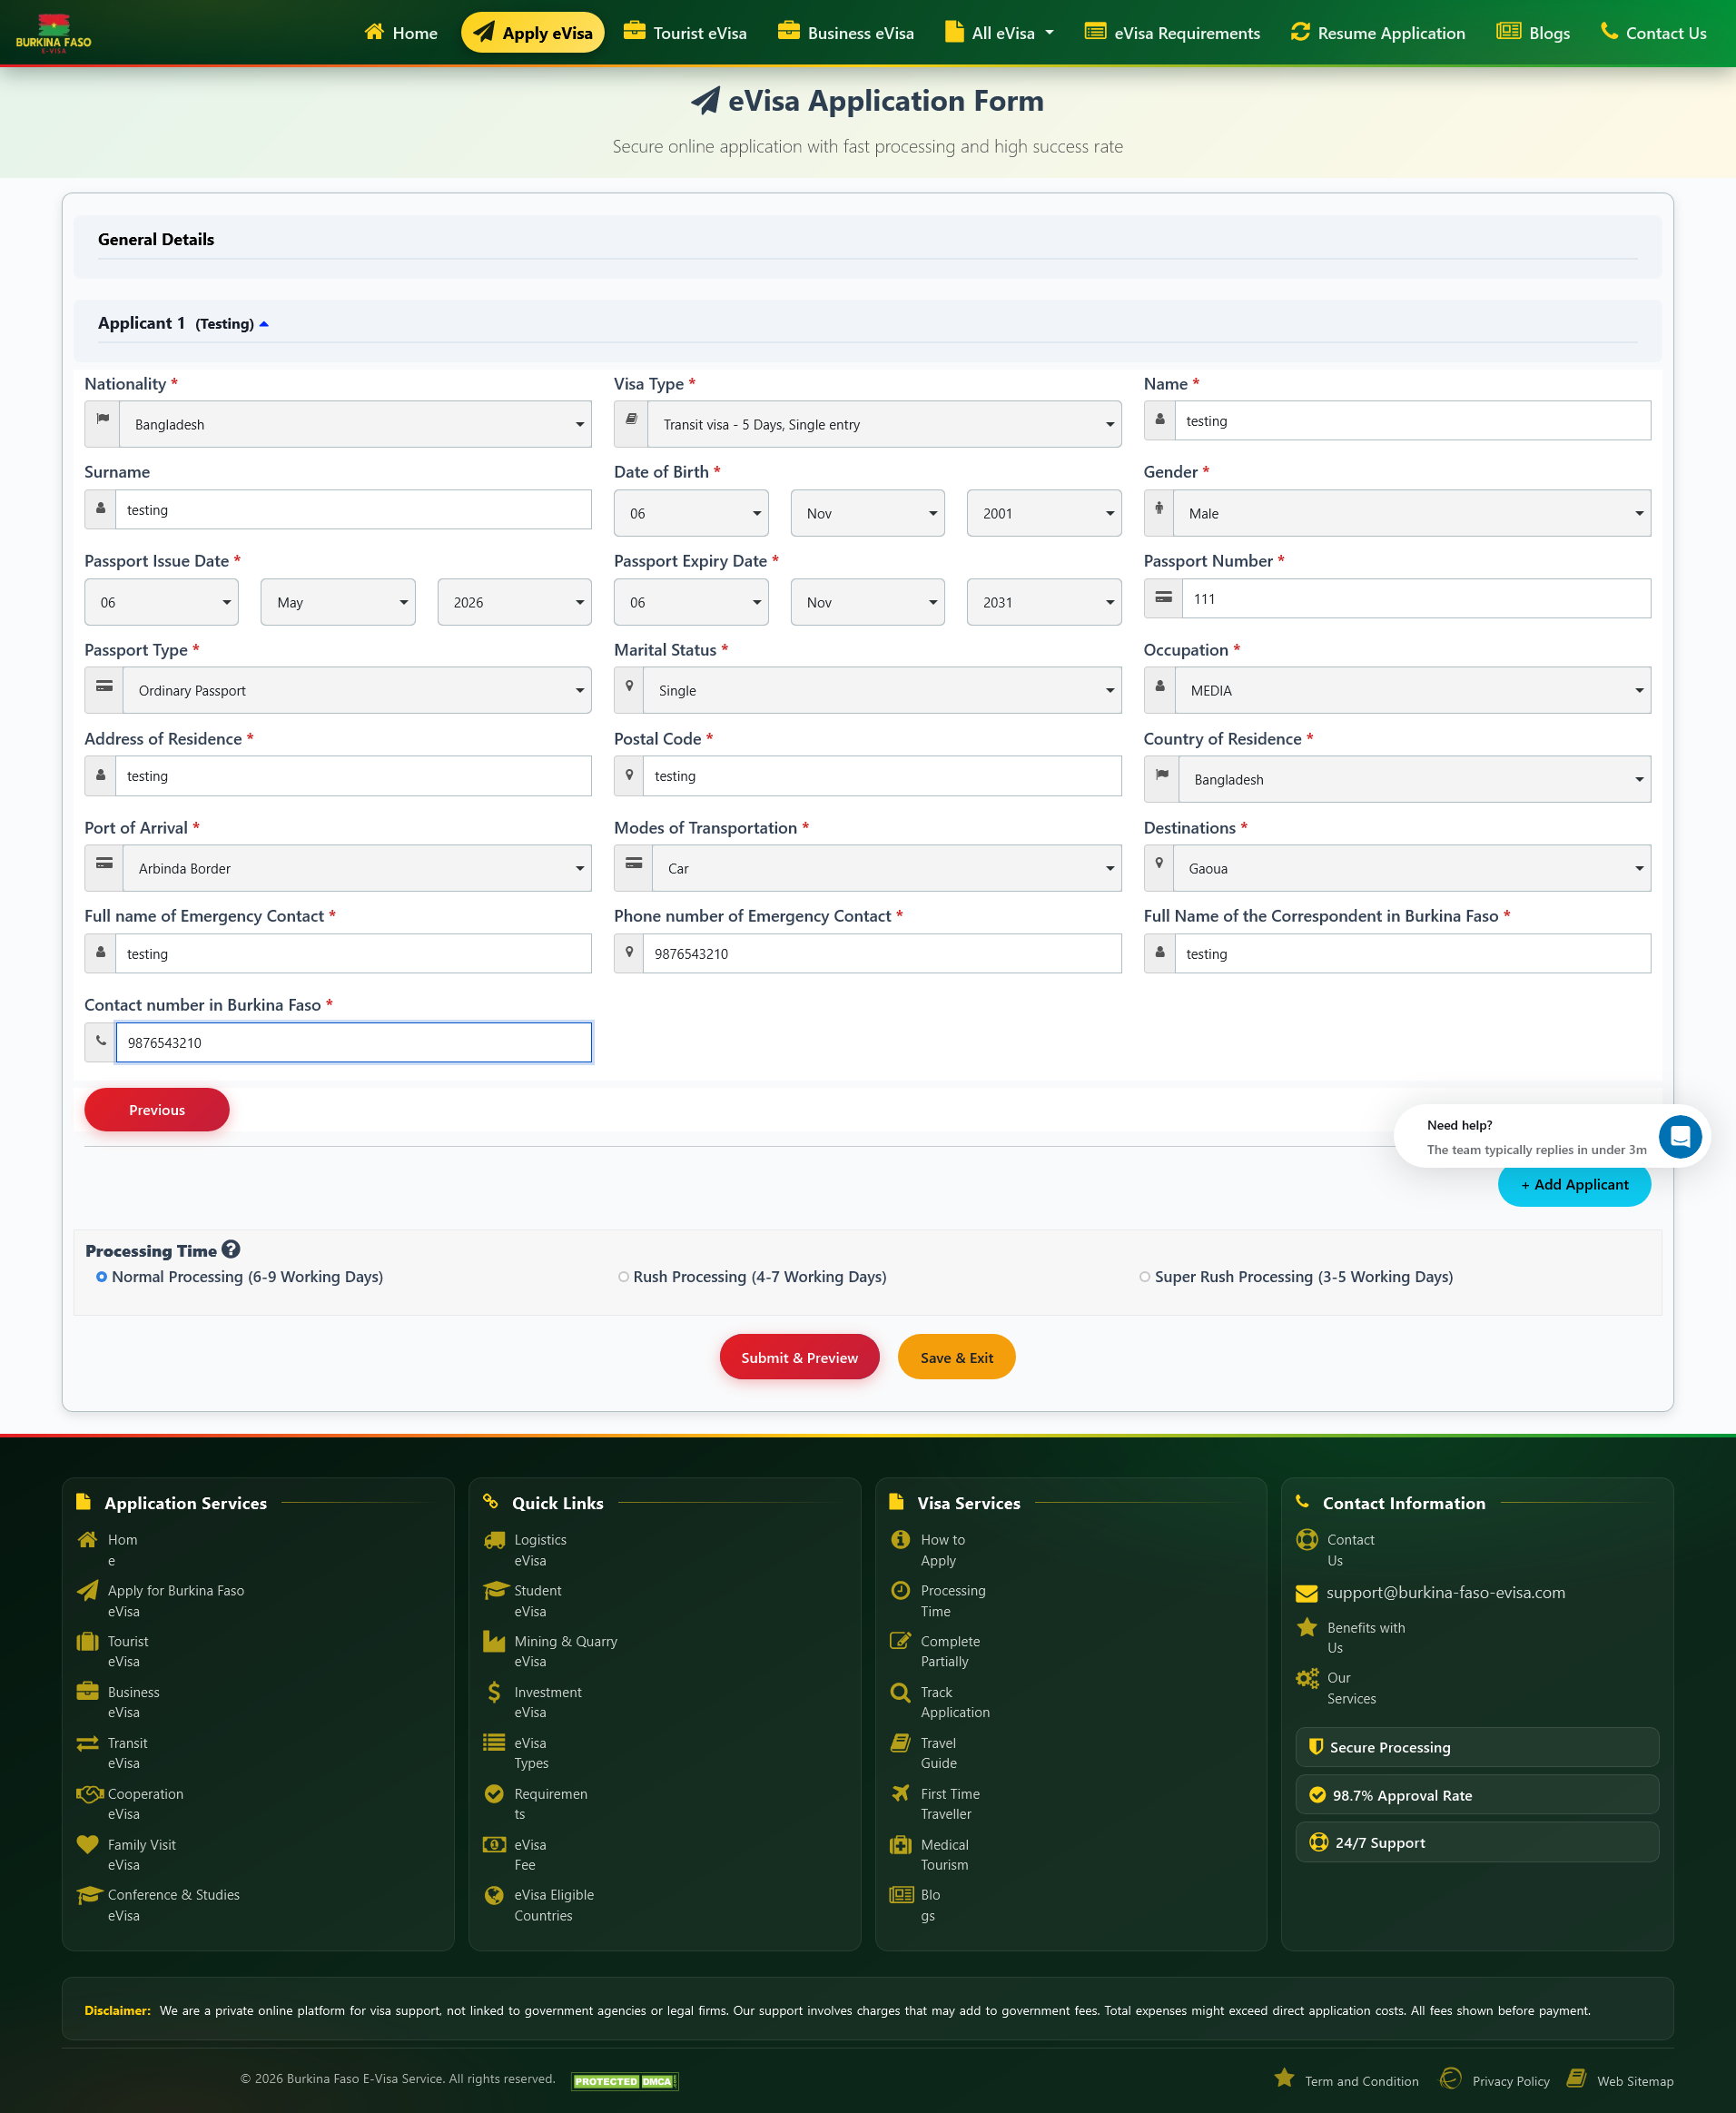 BURKINA FASO
E-VISA
Home
Apply eVisa
Tourist eVisa
Business eVisa
All eVisa
eVisa Requirements
Resume Application
Blogs
Contact Us
eVisa Application Form
Secure online application with fast processing and high success rate
General Details
Applicant 1 (Testing)
Nationality *
Visa Type *
Name *
Bangladesh
Transit visa - 5 Days, Single entry
testing
Surname
Date of Birth *
Gender *
testing
06
Nov
2001
Male
Passport Issue Date *
Passport Expiry Date *
Passport Number *
06
May
2026
06
Nov
2031
111
Passport Type *
Marital Status *
Occupation *
Ordinary Passport
Single
MEDIA
Address of Residence *
Postal Code *
Country of Residence *
testing
testing
Bangladesh
Port of Arrival *
Modes of Transportation *
Destinations *
Arbinda Border
Car
Gaoua
Full name of Emergency Contact *
Phone number of Emergency Contact *
Full Name of the Correspondent in Burkina Faso *
testing
9876543210
testing
Contact number in Burkina Faso *
9876543210
Previous
Need help?
The team typically replies in under 3m
+ Add Applicant
Processing Time
Normal Processing (6-9 Working Days)
Rush Processing (4-7 Working Days)
Super Rush Processing (3-5 Working Days)
Submit & Preview
Save & Exit
Application Services
Hom
e
Apply for Burkina Faso
eVisa
Tourist
eVisa
Business
eVisa
Transit
eVisa
Cooperation
eVisa
Family Visit
eVisa
Conference & Studies
eVisa
Quick Links
Logistics
eVisa
Student
eVisa
Mining & Quarry
eVisa
Investment
eVisa
eVisa
Types
Requiremen
ts
eVisa
Fee
eVisa Eligible
Countries
Visa Services
How to
Apply
Processing
Time
Complete
Partially
Track
Application
Travel
Guide
First Time
Traveller
Medical
Tourism
Blo
gs
Contact Information
Contact
Us
support@burkina-faso-evisa.com
Benefits with
Us
Our
Services
Secure Processing
98.7% Approval Rate
24/7 Support
Disclaimer: We are a private online platform for visa support, not linked to government agencies or legal firms. Our support involves charges that may add to government fees. Total expenses might exceed direct application costs. All fees shown before payment.
© 2026 Burkina Faso E-Visa Service. All rights reserved.
PROTECTED DMCA
Term and Condition
Privacy Policy
Web Sitemap